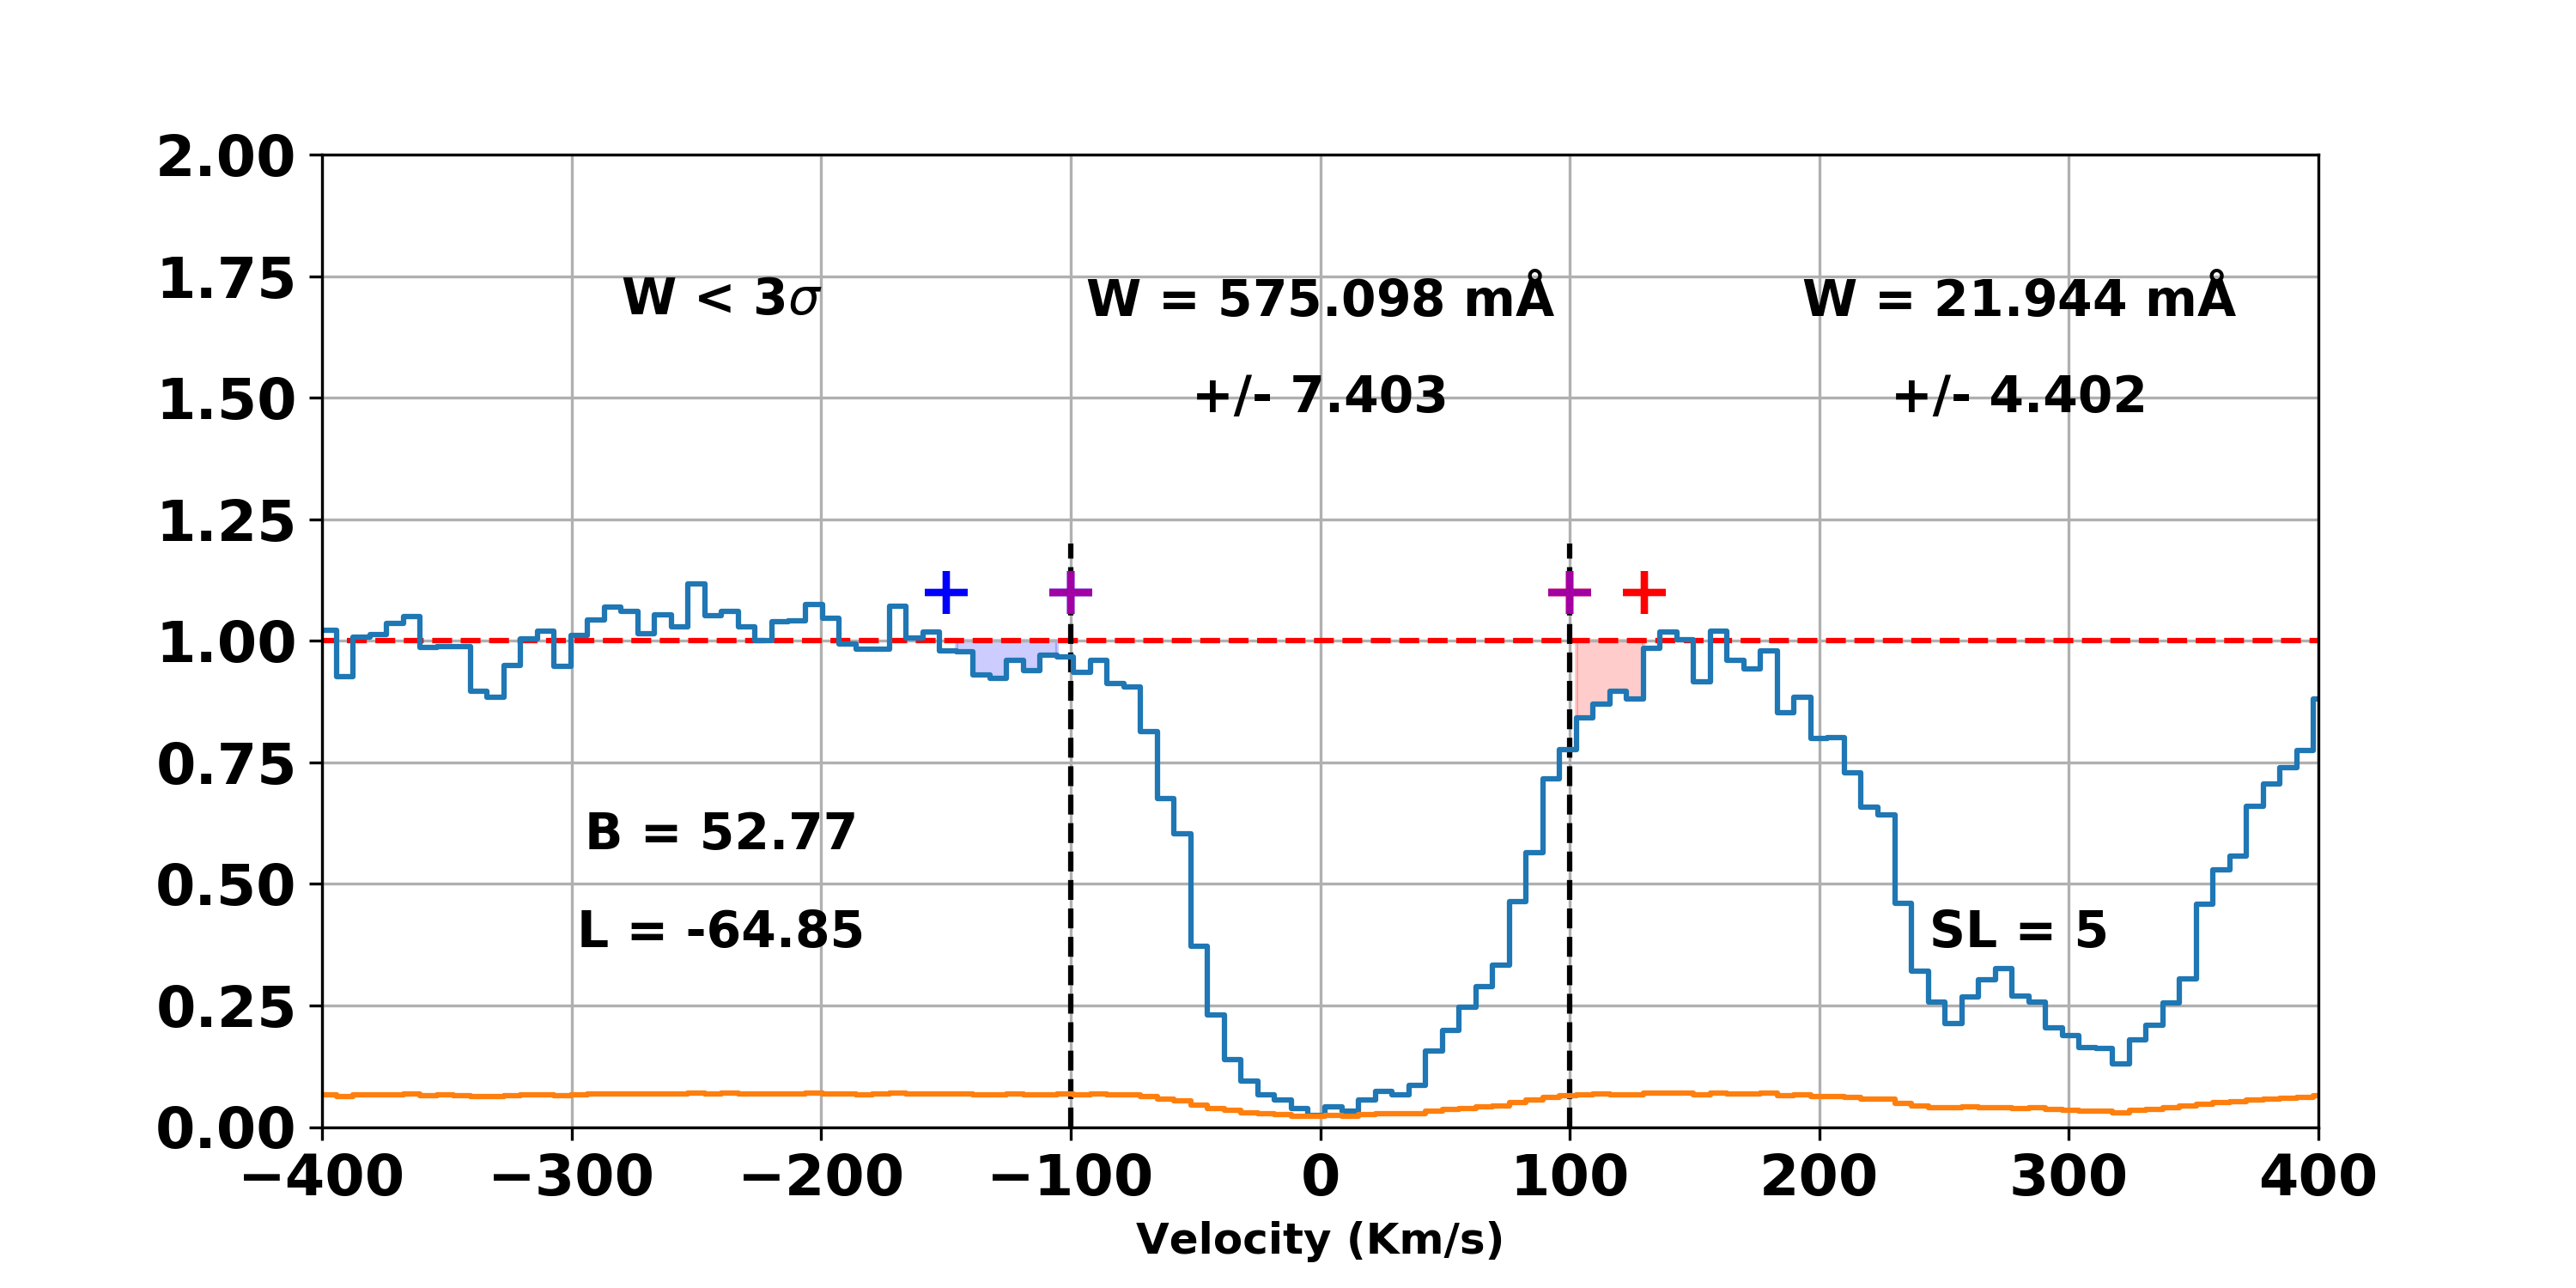 2.00
1.75
W < 3σ
W = 575.098 mÅ
W = 21.944 mÅ
1.50
+/- 7.403
+/- 4.402
1.25
1.00
0.75
B = 52.77
0.50
L = -64.85
SL = 5
0.25
0.00
−400 −300 −200 −100 0 100 200 300 400
Velocity (Km/s)